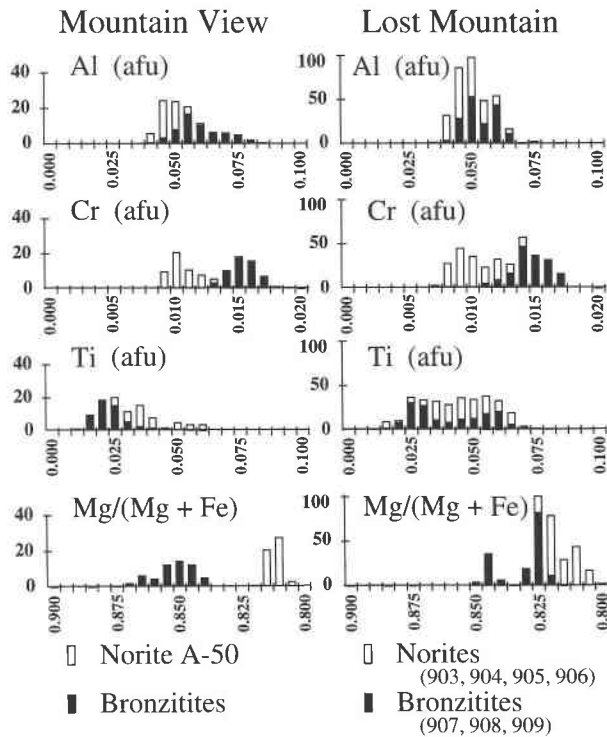 Mountain View Lost Mountain
Al (afu) Al (afu)
40 20 0 100 50 0
0.000 0.025 0.050 0.075 0.100 0.000 0.025 0.050 0.075 0.100
Cr (afu) Cr (afu)
40 20 0 100 50 0
0.000 0.005 0.010 0.015 0.020 0.000 0.005 0.010 0.015 0.020
Ti (afu) Ti (afu)
40 20 0 100 50 0
0.000 0.025 0.050 0.075 0.100 0.000 0.025 0.050 0.075 0.100
Mg/(Mg + Fe) Mg/(Mg + Fe)
40 20 0 100 50 0
0.900 0.875 0.850 0.825 0.800 0.900 0.875 0.850 0.825 0.800
Norite A-50 Norites
(903, 904, 905, 906)
Bronzitites Bronzitites
(907, 908, 909)